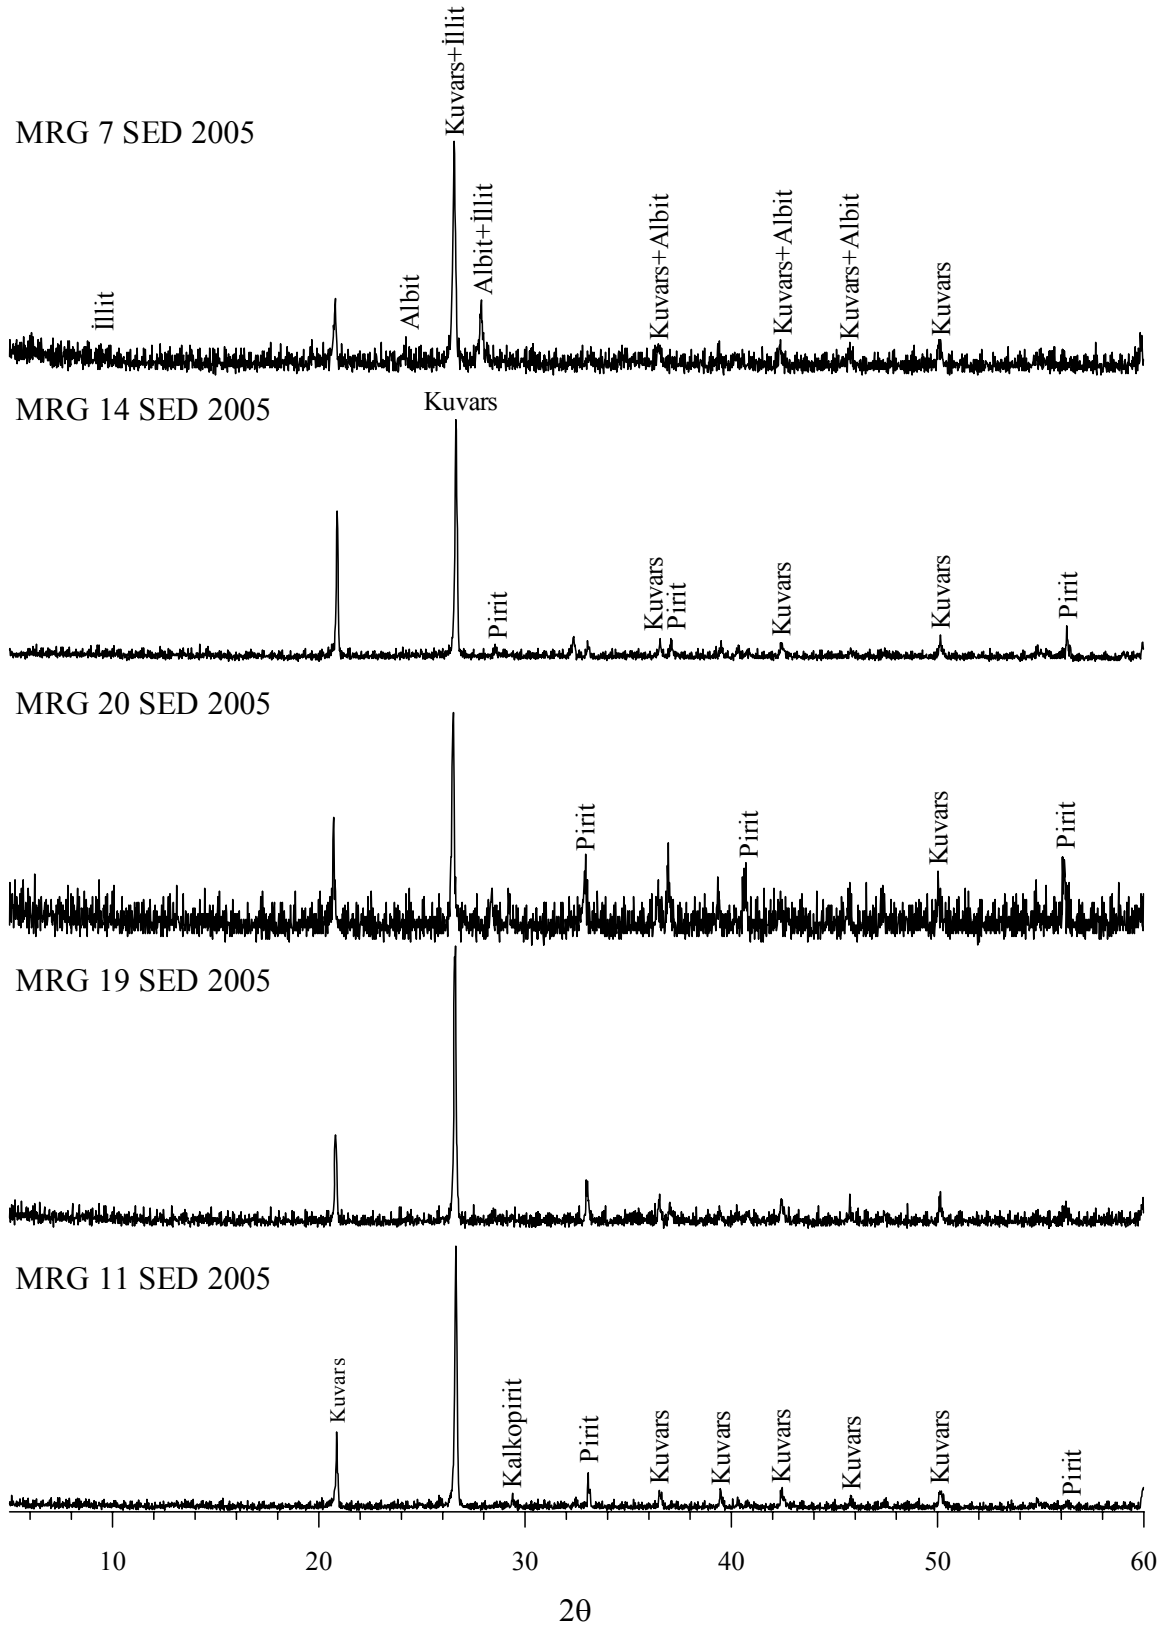 MRG 7 SED 2005
İllit
Albit
Kuvars+İllit
Albit+İllit
Kuvars+Albit
Kuvars+Albit
Kuvars+Albit
Kuvars
MRG 14 SED 2005
Kuvars
Pirit
Kuvars
Pirit
Kuvars
Kuvars
Pirit
MRG 20 SED 2005
Pirit
Pirit
Kuvars
Pirit
MRG 19 SED 2005
MRG 11 SED 2005
Kuvars
Kalkopirit
Pirit
Kuvars
Kuvars
Kuvars
Kuvars
Kuvars
Pirit
10 20 30 40 50 60
2θ